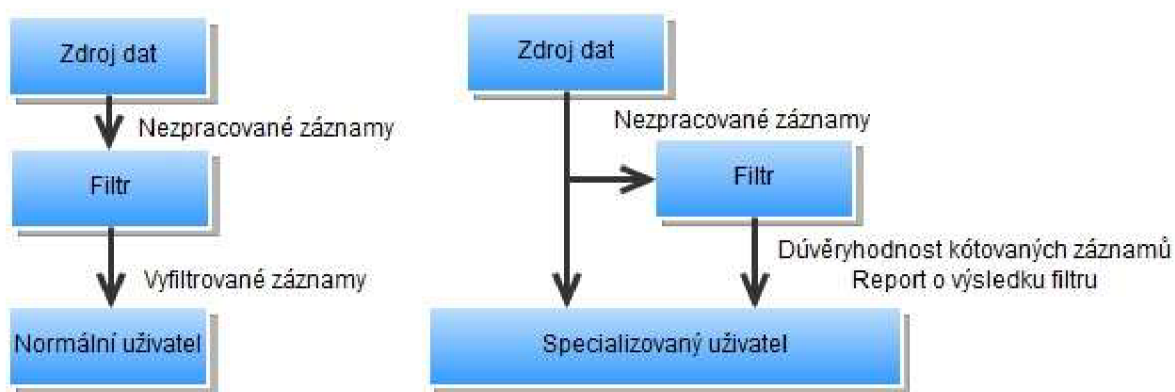 Zdroj dat
Nezpracované záznamy
Filtr
Vyfiltrované záznamy
Normální uživatel
Zdroj dat
Nezpracované záznamy
Filtr
Dúvěryhodnost kótovaných záznamů
Report o výsledku filtru
Specializovaný uživatel